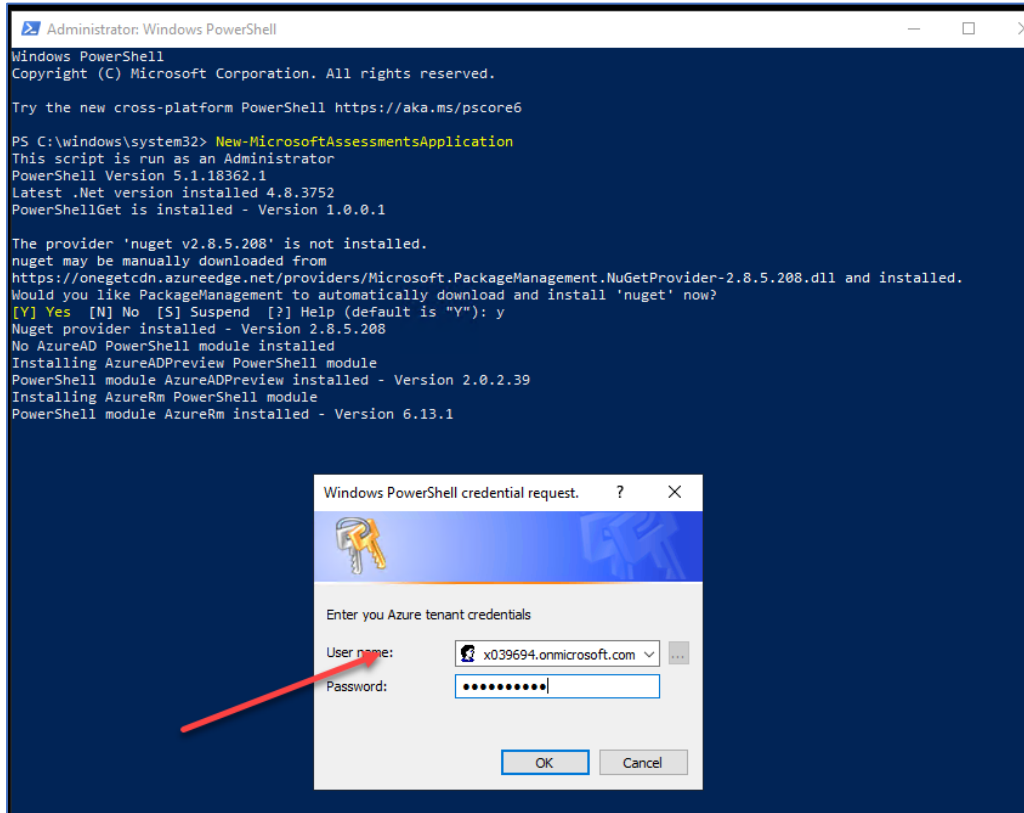 Administrator: Windows PowerShell
Windows PowerShell
Copyright (C) Microsoft Corporation. All rights reserved.
Try the new cross-platform PowerShell https://aka.ms/pscore6
PS C:\windows\system32> New-MicrosoftAssessmentsApplication
This script is run as an Administrator
PowerShell Version 5.1.18362.1
Latest .Net version installed 4.8.3752
PowerShellGet is installed - Version 1.0.0.1
The provider 'nuget v2.8.5.208' is not installed.
nuget may be manually downloaded from
https://onegetcdn.azureedge.net/providers/Microsoft.PackageManagement.NuGetProvider-2.8.5.208.dll and installed.
Would you like PackageManagement to automatically download and install 'nuget' now?
[Y] Yes  [N] No  [S] Suspend  [?] Help (default is "Y"): y
Nuget provider installed - Version 2.8.5.208
No AzureAD PowerShell module installed
Installing AzureADPreview PowerShell module
PowerShell module AzureADPreview installed - Version 2.0.2.39
Installing AzureRm PowerShell module
PowerShell module AzureRm installed - Version 6.13.1
Windows PowerShell credential request. ?
Enter you Azure tenant credentials
User name: x039694.onmicrosoft.com ...
Password: ●●●●●●●●●●
OK Cancel